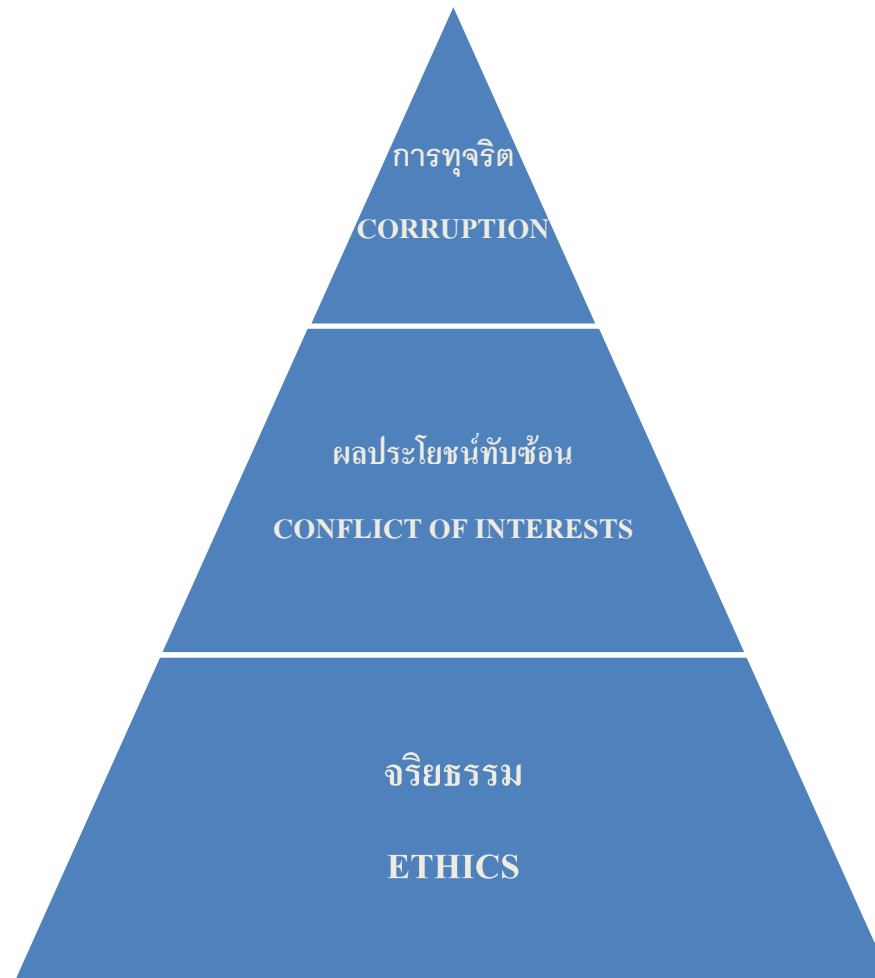 การทุจริต
CORRUPTION
ผลประโยชน์ทับซ้อน
CONFLICT OF INTERESTS
จริยธรรม
ETHICS